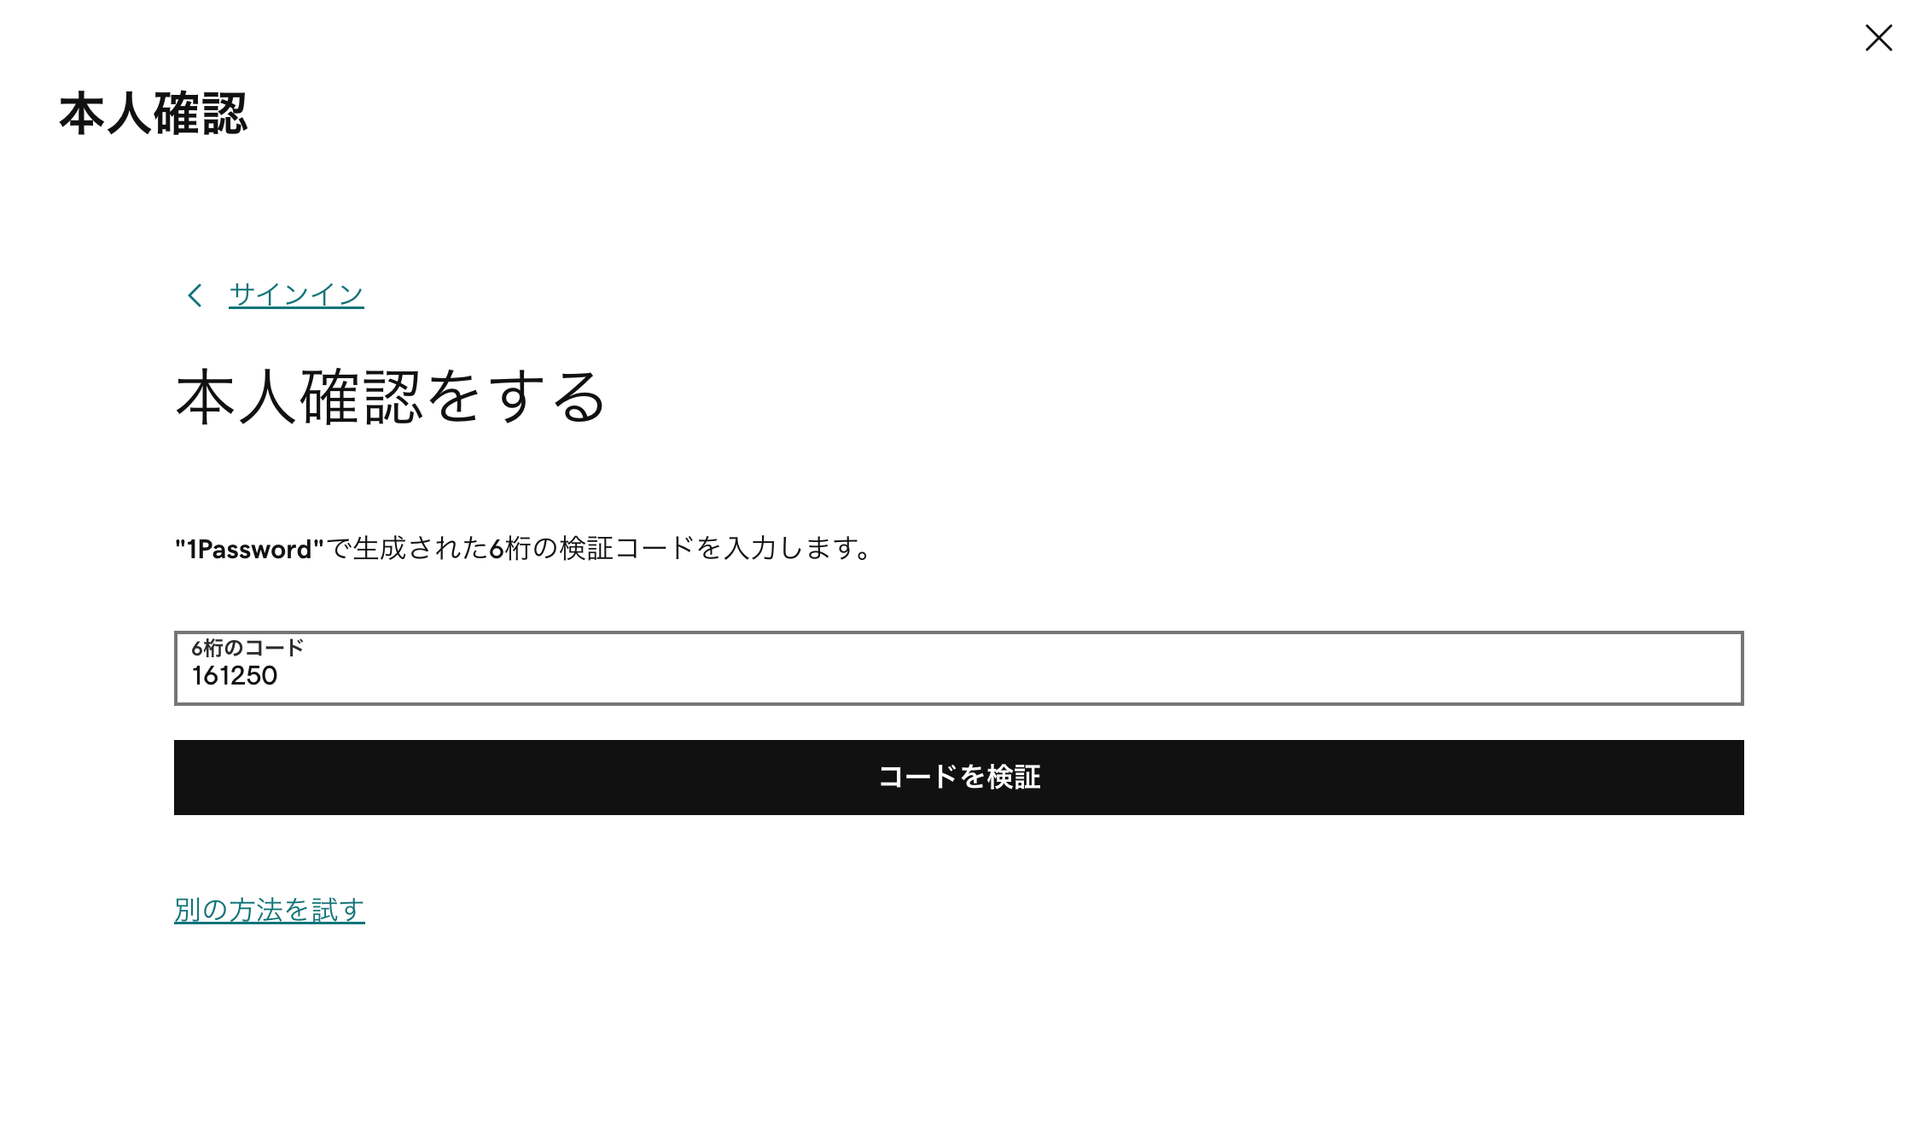 本人確認
サインイン
本人確認をする
"1Password"で生成された6桁の検証コードを入力します。
6桁のコード
161250
コードを検証
別の方法を試す